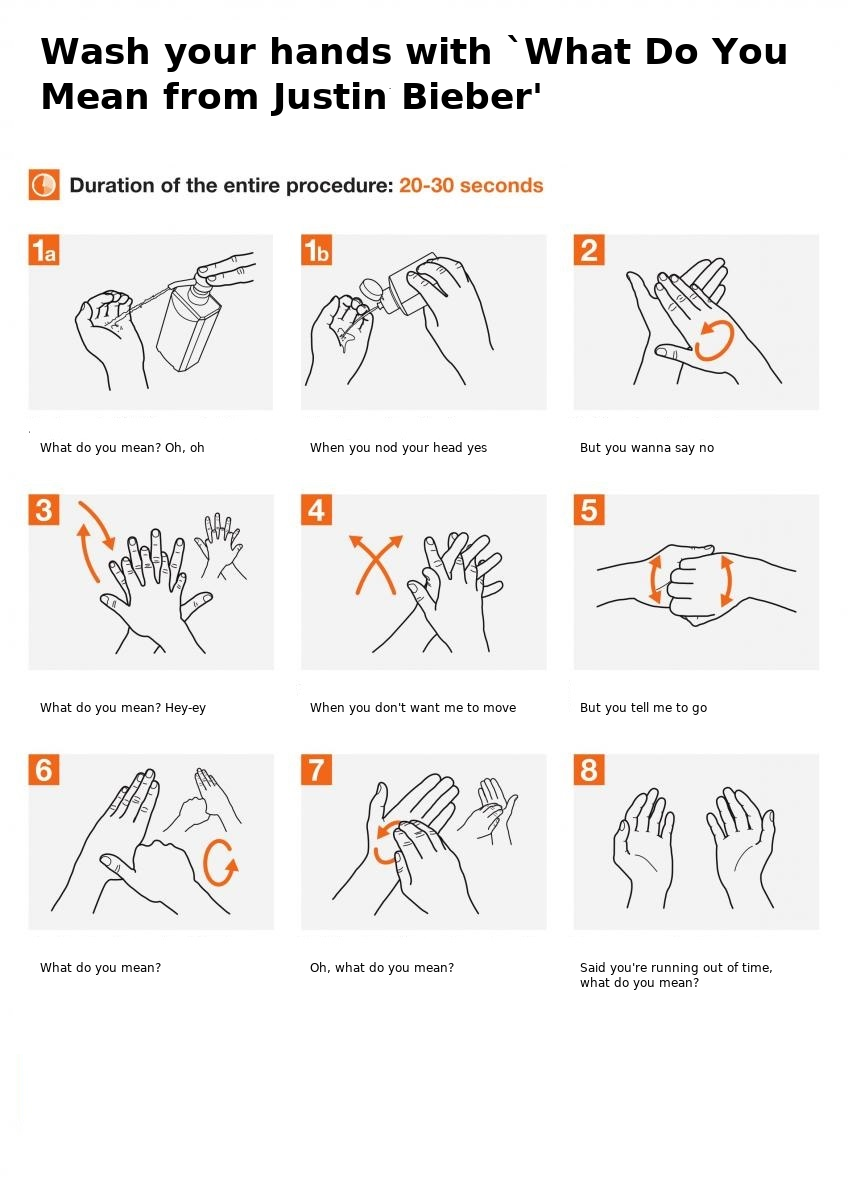 Wash your hands with `What Do You
Mean from Justin Bieber'
Duration of the entire procedure: 20-30 seconds
1a
1b
2
What do you mean? Oh, oh
When you nod your head yes
But you wanna say no
3
4
5
What do you mean? Hey-ey
When you don't want me to move
But you tell me to go
6
7
8
What do you mean?
Oh, what do you mean?
Said you're running out of time,
what do you mean?